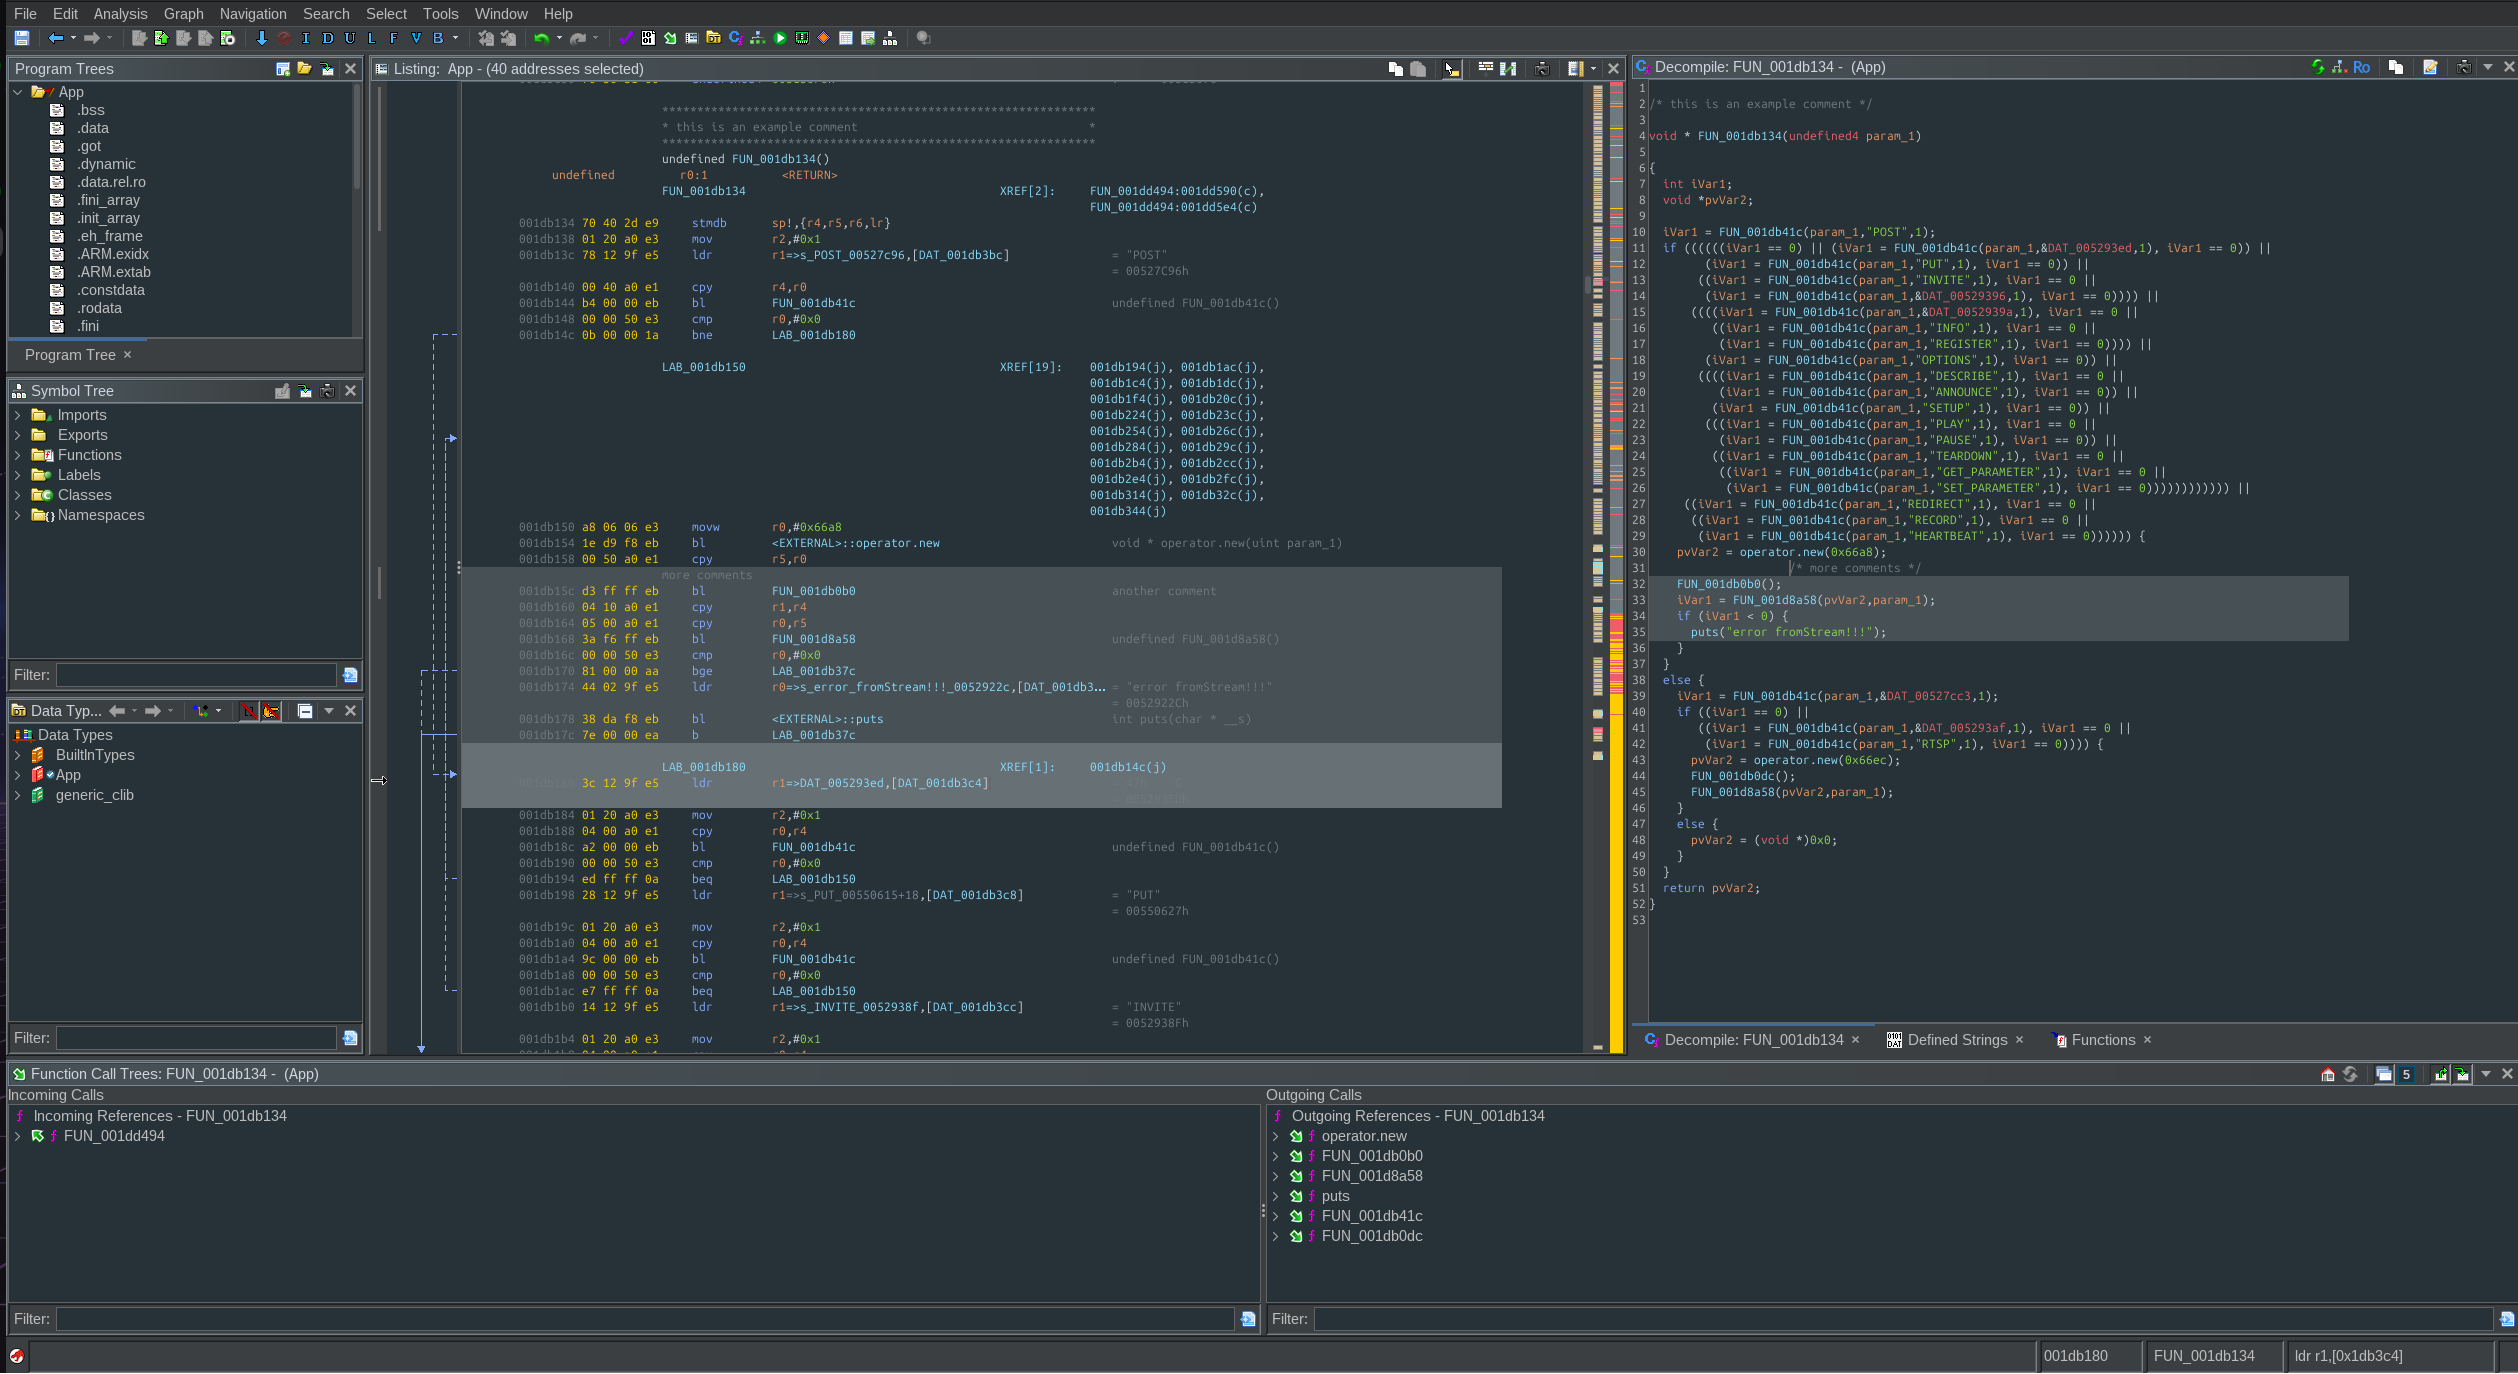 File Edit Analysis Graph Navigation Search Select Tools Window Help
I D U L F V B
Program Trees
App
.bss
.data
.got
.dynamic
.data.rel.ro
.fini_array
.init_array
.eh_frame
.ARM.exidx
.ARM.extab
.constdata
.rodata
.fini
Program Tree ×
Symbol Tree
Imports
Exports
Functions
Labels
Classes
Namespaces
Filter:
Data Typ...
Data Types
BuiltInTypes
App
generic_clib
Filter:
Listing: App - (40 addresses selected)
**************************************************************
* this is an example comment *
**************************************************************
undefined FUN_001db134()
undefined r0:1 <RETURN>
FUN_001db134 XREF[2]: FUN_001dd494:001dd590(c),
FUN_001dd494:001dd5e4(c)
001db134 70 40 2d e9 stmdb sp!,{r4,r5,r6,lr}
001db138 01 20 a0 e3 mov r2,#0x1
001db13c 78 12 9f e5 ldr r1=>s_POST_00527c96,[DAT_001db3bc] = "POST"
= 00527C96h
001db140 00 40 a0 e1 cpy r4,r0
001db144 b4 00 00 eb bl FUN_001db41c undefined FUN_001db41c()
001db148 00 00 50 e3 cmp r0,#0x0
001db14c 0b 00 00 1a bne LAB_001db180
LAB_001db150 XREF[19]: 001db194(j), 001db1ac(j),
001db1c4(j), 001db1dc(j),
001db1f4(j), 001db20c(j),
001db224(j), 001db23c(j),
001db254(j), 001db26c(j),
001db284(j), 001db29c(j),
001db2b4(j), 001db2cc(j),
001db2e4(j), 001db2fc(j),
001db314(j), 001db32c(j),
001db344(j)
001db150 a8 06 06 e3 movw r0,#0x66a8
001db154 1e d9 f8 eb bl <EXTERNAL>::operator.new void * operator.new(uint param_1)
001db158 00 50 a0 e1 cpy r5,r0
more comments
001db15c d3 ff ff eb bl FUN_001db0b0 another comment
001db160 04 10 a0 e1 cpy r1,r4
001db164 05 00 a0 e1 cpy r0,r5
001db168 3a f6 ff eb bl FUN_001d8a58 undefined FUN_001d8a58()
001db16c 00 00 50 e3 cmp r0,#0x0
001db170 81 00 00 aa bge LAB_001db37c
001db174 44 02 9f e5 ldr r0=>s_error_fromStream!!!_0052922c,[DAT_001db3... = "error fromStream!!!"
= 0052922Ch
001db178 38 da f8 eb bl <EXTERNAL>::puts int puts(char * __s)
001db17c 7e 00 00 ea b LAB_001db37c
LAB_001db180 XREF[1]: 001db14c(j)
3c 12 9f e5 ldr r1=>DAT_005293ed,[DAT_001db3c4]
001db184 01 20 a0 e3 mov r2,#0x1
001db188 04 00 a0 e1 cpy r0,r4
001db18c a2 00 00 eb bl FUN_001db41c undefined FUN_001db41c()
001db190 00 00 50 e3 cmp r0,#0x0
001db194 ed ff ff 0a beq LAB_001db150
001db198 28 12 9f e5 ldr r1=>s_PUT_00550615+18,[DAT_001db3c8] = "PUT"
= 00550627h
001db19c 01 20 a0 e3 mov r2,#0x1
001db1a0 04 00 a0 e1 cpy r0,r4
001db1a4 9c 00 00 eb bl FUN_001db41c undefined FUN_001db41c()
001db1a8 00 00 50 e3 cmp r0,#0x0
001db1ac e7 ff ff 0a beq LAB_001db150
001db1b0 14 12 9f e5 ldr r1=>s_INVITE_0052938f,[DAT_001db3cc] = "INVITE"
= 0052938Fh
001db1b4 01 20 a0 e3 mov r2,#0x1
Decompile: FUN_001db134 - (App)
Ro
1
2 /* this is an example comment */
3
4 void * FUN_001db134(undefined4 param_1)
5
6 {
7 int iVar1;
8 void *pvVar2;
9
10 iVar1 = FUN_001db41c(param_1,"POST",1);
11 if ((((((iVar1 == 0) || (iVar1 = FUN_001db41c(param_1,&DAT_005293ed,1), iVar1 == 0)) ||
12 (iVar1 = FUN_001db41c(param_1,"PUT",1), iVar1 == 0)) ||
13 ((iVar1 = FUN_001db41c(param_1,"INVITE",1), iVar1 == 0 ||
14 (iVar1 = FUN_001db41c(param_1,&DAT_00529396,1), iVar1 == 0)))) ||
15 ((((iVar1 = FUN_001db41c(param_1,&DAT_0052939a,1), iVar1 == 0 ||
16 ((iVar1 = FUN_001db41c(param_1,"INFO",1), iVar1 == 0 ||
17 (iVar1 = FUN_001db41c(param_1,"REGISTER",1), iVar1 == 0)))) ||
18 (iVar1 = FUN_001db41c(param_1,"OPTIONS",1), iVar1 == 0)) ||
19 ((((iVar1 = FUN_001db41c(param_1,"DESCRIBE",1), iVar1 == 0 ||
20 (iVar1 = FUN_001db41c(param_1,"ANNOUNCE",1), iVar1 == 0)) ||
21 (iVar1 = FUN_001db41c(param_1,"SETUP",1), iVar1 == 0)) ||
22 (((iVar1 = FUN_001db41c(param_1,"PLAY",1), iVar1 == 0 ||
23 (iVar1 = FUN_001db41c(param_1,"PAUSE",1), iVar1 == 0)) ||
24 ((iVar1 = FUN_001db41c(param_1,"TEARDOWN",1), iVar1 == 0 ||
25 ((iVar1 = FUN_001db41c(param_1,"GET_PARAMETER",1), iVar1 == 0 ||
26 (iVar1 = FUN_001db41c(param_1,"SET_PARAMETER",1), iVar1 == 0)))))))))))) ||
27 ((iVar1 = FUN_001db41c(param_1,"REDIRECT",1), iVar1 == 0 ||
28 ((iVar1 = FUN_001db41c(param_1,"RECORD",1), iVar1 == 0 ||
29 (iVar1 = FUN_001db41c(param_1,"HEARTBEAT",1), iVar1 == 0)))))) {
30 pvVar2 = operator.new(0x66a8);
31 /* more comments */
32 FUN_001db0b0();
33 iVar1 = FUN_001d8a58(pvVar2,param_1);
34 if (iVar1 < 0) {
35 puts("error fromStream!!!");
36 }
37 }
38 else {
39 iVar1 = FUN_001db41c(param_1,&DAT_00527cc3,1);
40 if ((iVar1 == 0) ||
41 ((iVar1 = FUN_001db41c(param_1,&DAT_005293af,1), iVar1 == 0 ||
42 (iVar1 = FUN_001db41c(param_1,"RTSP",1), iVar1 == 0)))) {
43 pvVar2 = operator.new(0x66ec);
44 FUN_001db0dc();
45 FUN_001d8a58(pvVar2,param_1);
46 }
47 else {
48 pvVar2 = (void *)0x0;
49 }
50 }
51 return pvVar2;
52 }
53
Decompile: FUN_001db134 × Defined Strings × Functions ×
Function Call Trees: FUN_001db134 - (App)
5
Incoming Calls
Incoming References - FUN_001db134
FUN_001dd494
Filter:
Outgoing Calls
Outgoing References - FUN_001db134
operator.new
FUN_001db0b0
FUN_001d8a58
puts
FUN_001db41c
FUN_001db0dc
Filter:
001db180 FUN_001db134 ldr r1,[0x1db3c4]